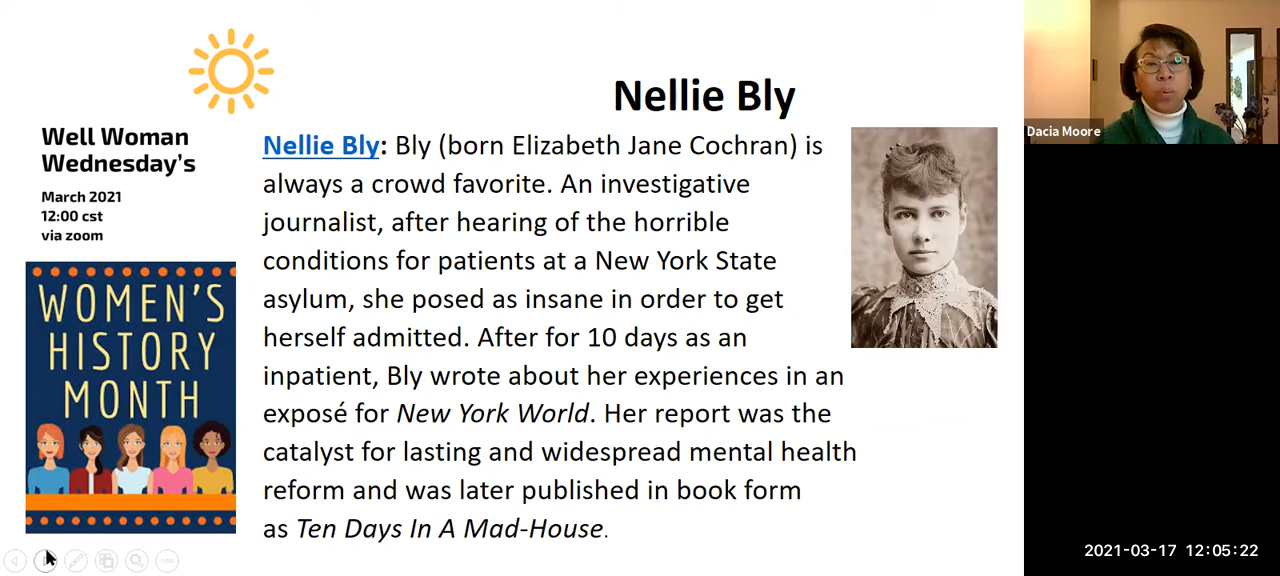 Nellie Bly
Well Woman
Wednesday’s
March 2021
12:00 cst
via zoom
WOMEN'S
HISTORY
MONTH
Nellie Bly: Bly (born Elizabeth Jane Cochran) is
always a crowd favorite. An investigative
journalist, after hearing of the horrible
conditions for patients at a New York State
asylum, she posed as insane in order to get
herself admitted. After for 10 days as an
inpatient, Bly wrote about her experiences in an
exposé for New York World. Her report was the
catalyst for lasting and widespread mental health
reform and was later published in book form
as Ten Days In A Mad-House.
Dacia Moore
2021-03-17 12:05:22